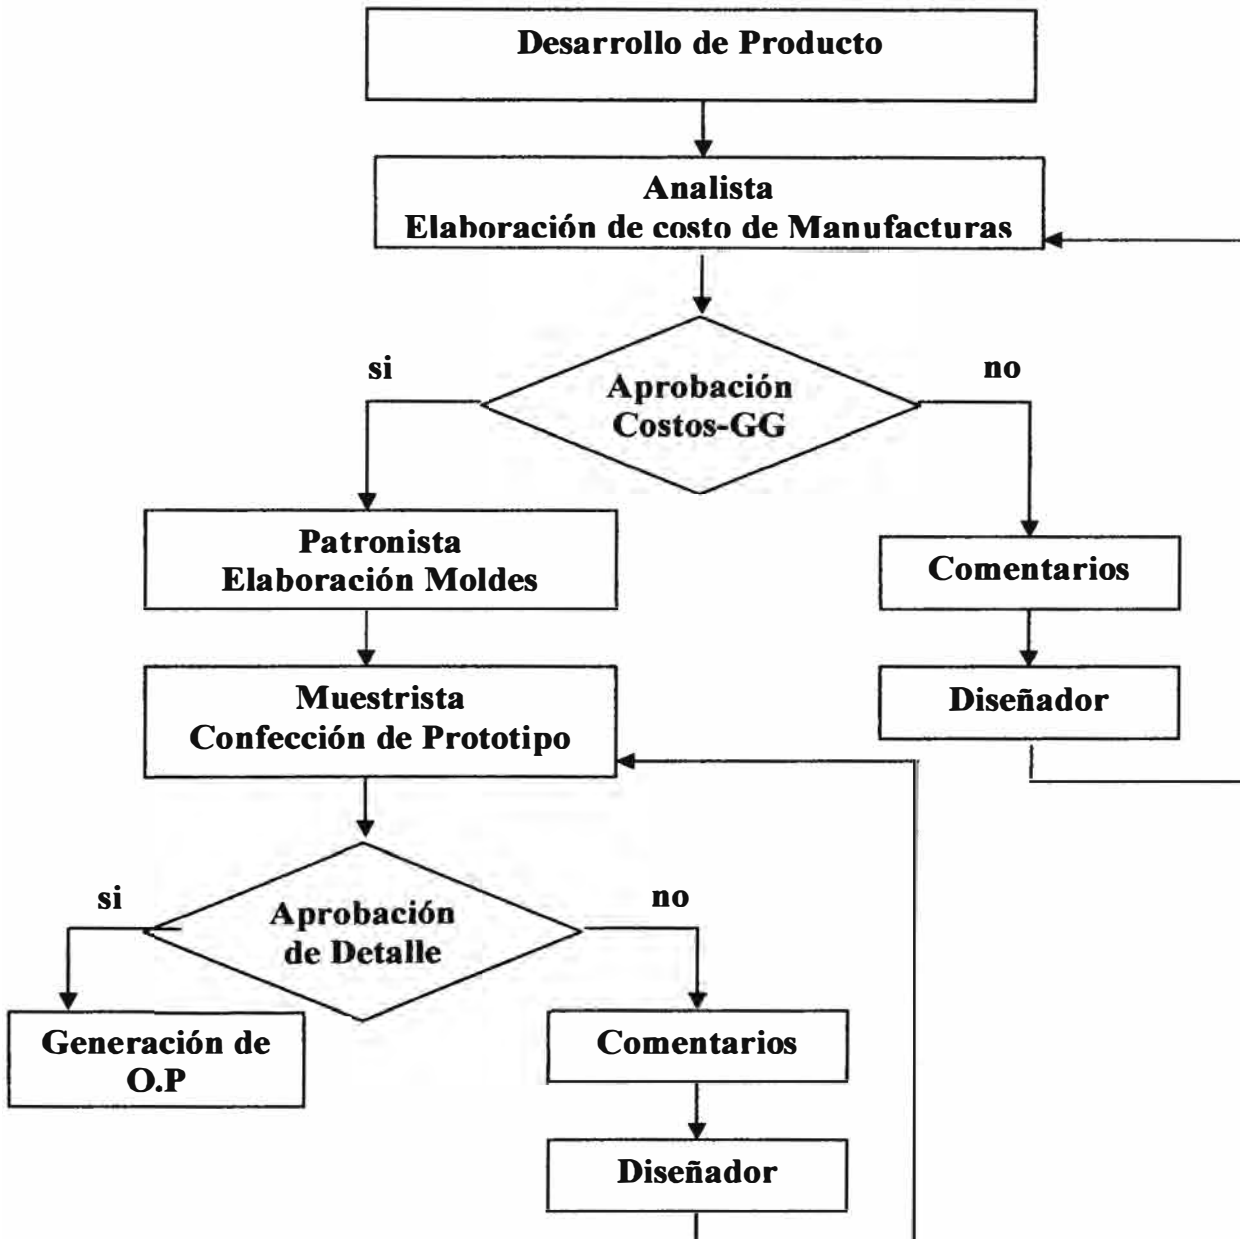 Desarrollo de Producto
Analista
Elaboración de costo de Manufacturas
si
no
Aprobación
Costos-GG
Patronista
Elaboración Moldes
Comentarios
Muestrista
Confección de Prototipo
Diseñador
si
no
Aprobación
de Detalle
Generación de
O.P
Comentarios
Diseñador